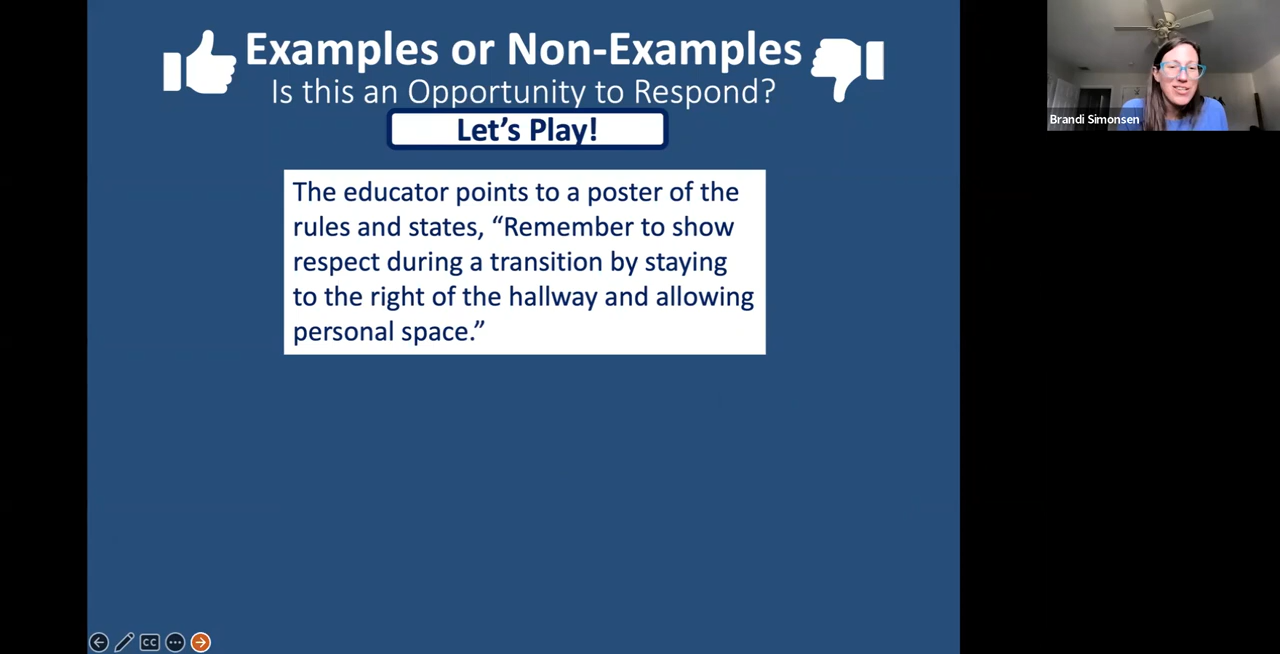 Examples or Non-Examples
Is this an Opportunity to Respond?
Let's Play!
The educator points to a poster of the
rules and states, “Remember to show
respect during a transition by staying
to the right of the hallway and allowing
personal space.”
Brandi Simonsen
CC